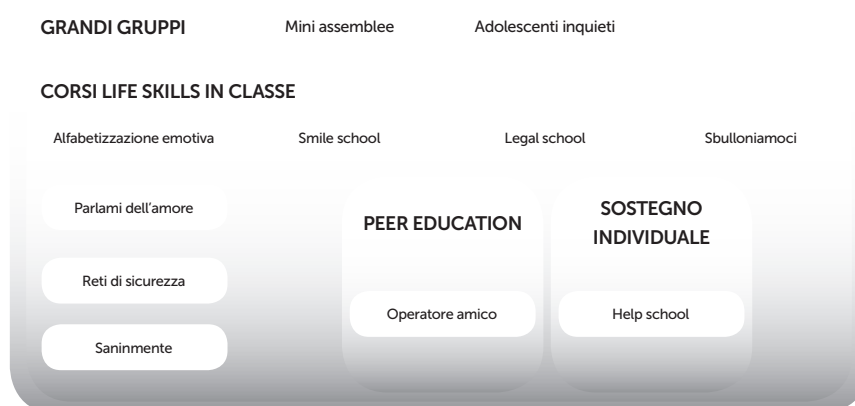 GRANDI GRUPPI
Mini assemblee
Adolescenti inquieti
CORSI LIFE SKILLS IN CLASSE
Alfabetizzazione emotiva
Smile school
Legal school
Sbulloniamoci
Parlami dell'amore
Reti di sicurezza
Saninmente
PEER EDUCATION
Operatore amico
SOSTEGNO
INDIVIDUALE
Help school